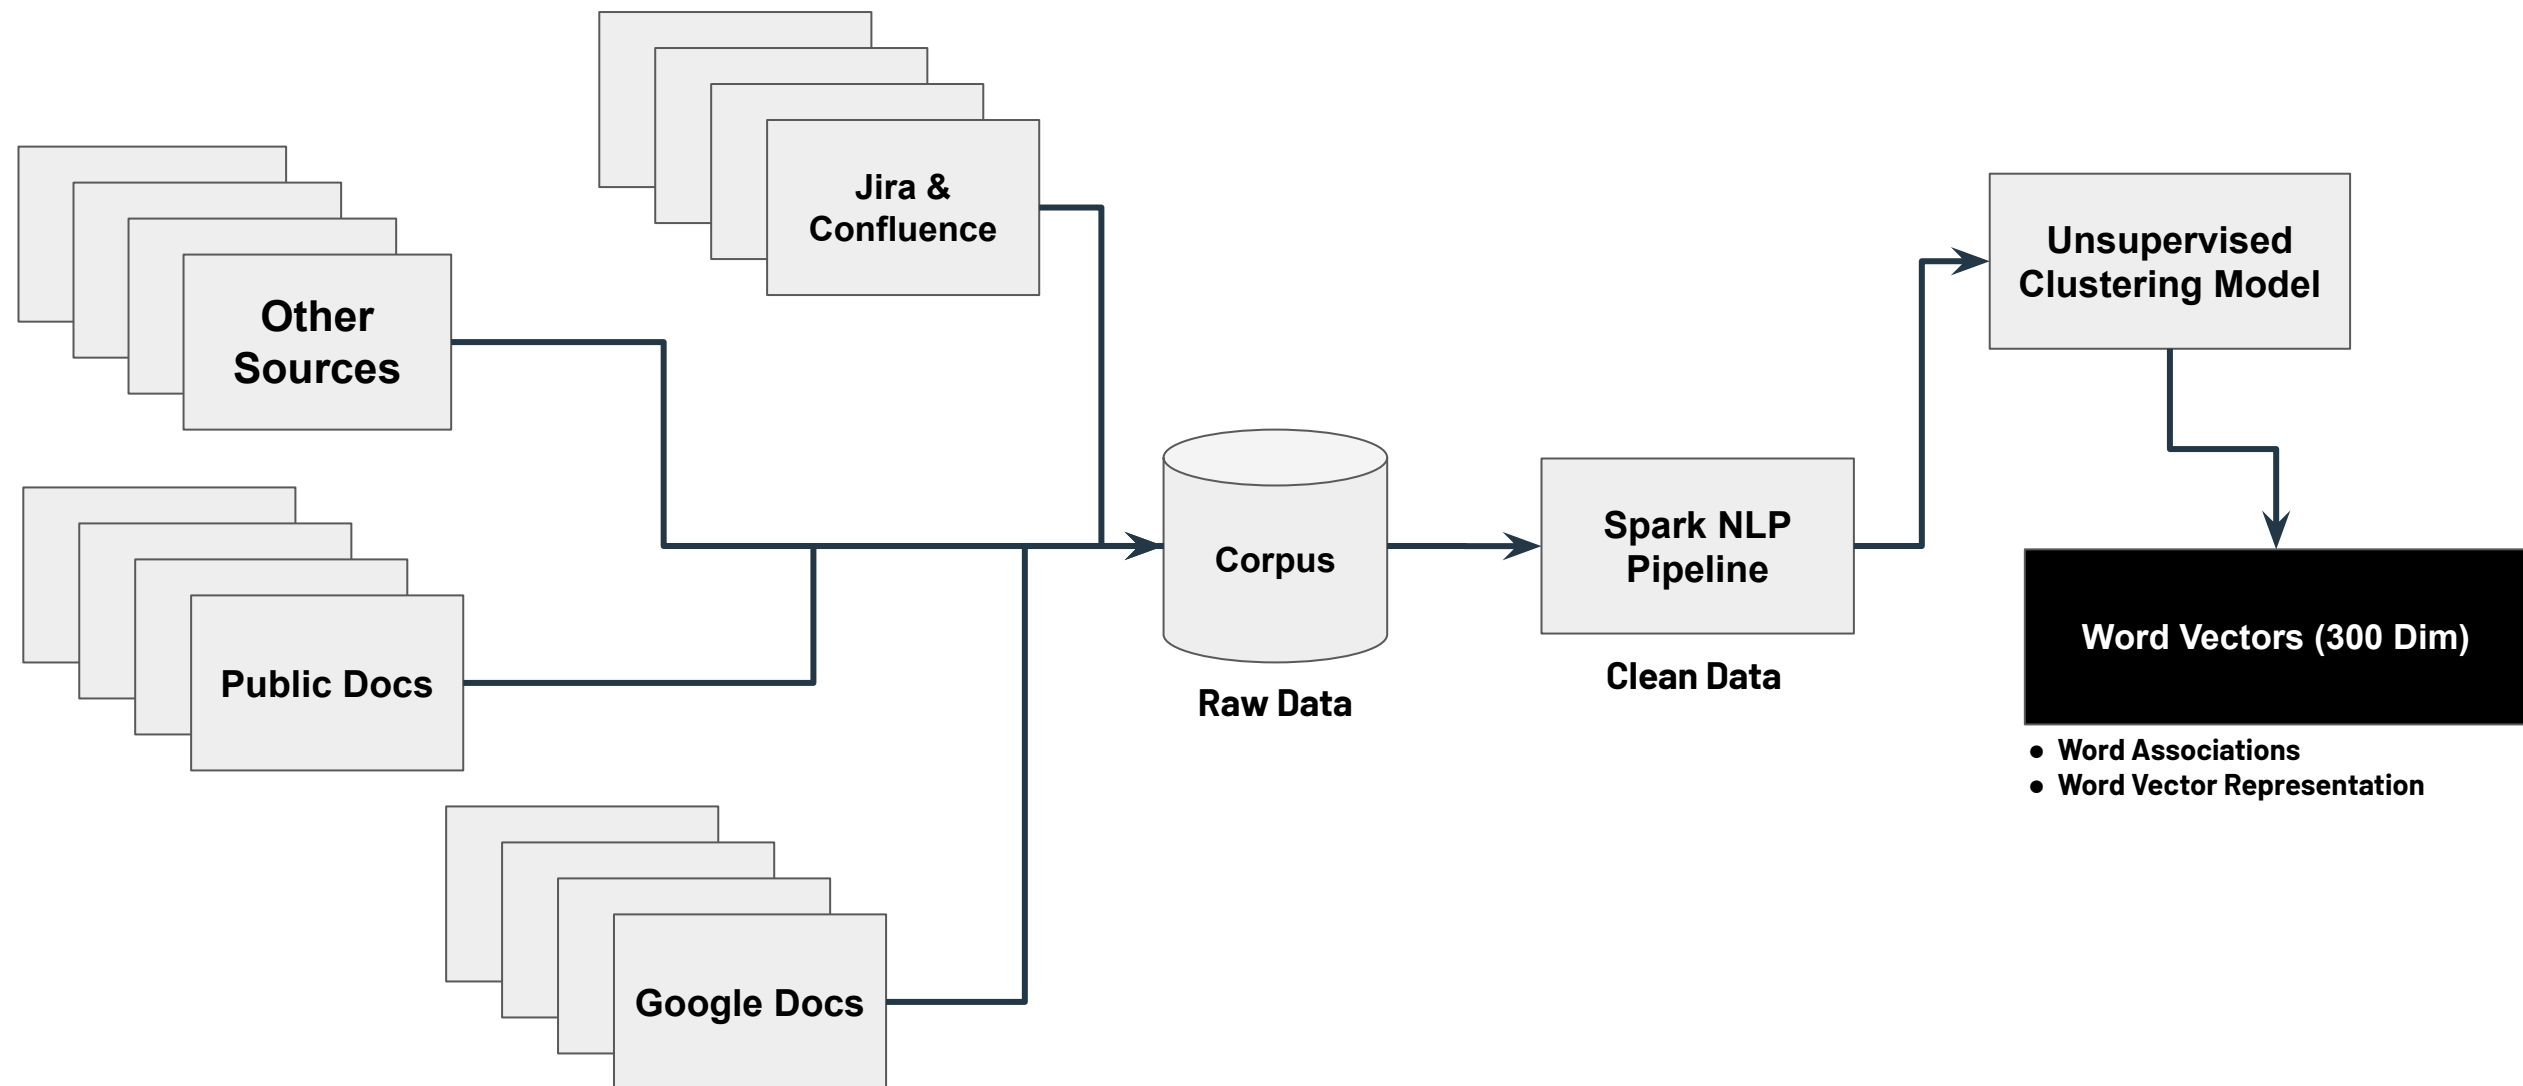 Jira &
Confluence
Other
Sources
Public Docs
Google Docs
Corpus
Raw Data
Spark NLP
Pipeline
Clean Data
Unsupervised
Clustering Model
Word Vectors (300 Dim)
● Word Associations
● Word Vector Representation